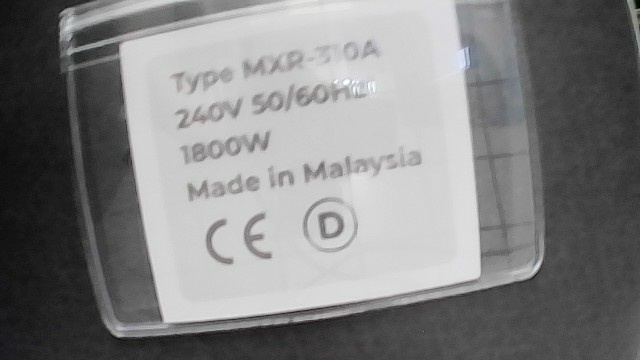 Type MXR-310A
240V 50/60Hz
1800W
Made in Malaysia
CE D